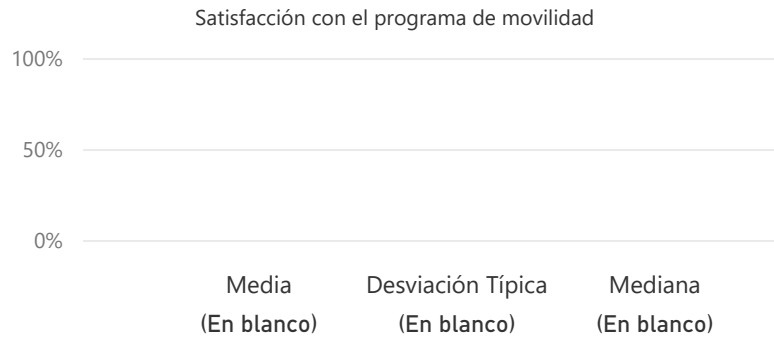 Satisfacción con el programa de movilidad
100%
50%
0%
Media Desviación Típica Mediana
(En blanco) (En blanco) (En blanco)